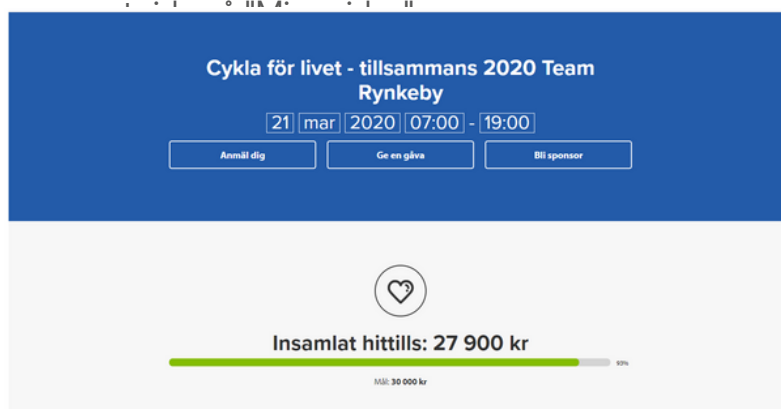 Cykla för livet - tillsammans 2020 Team
Rynkeby
21 mar 2020 07:00 - 19:00
Anmäl dig
Ge en gåva
Bli sponsor
Insamlat hittills: 27 900 kr
93%
Mål: 30 000 kr